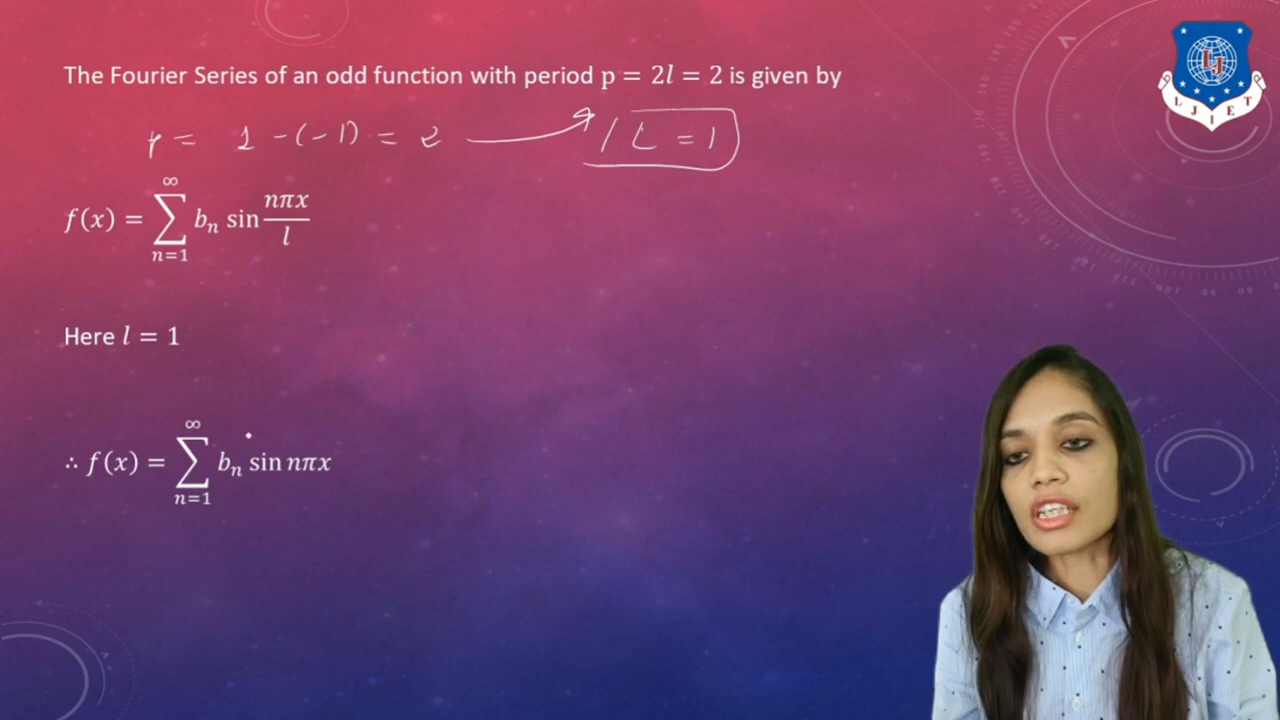 The Fourier Series of an odd function with period p = 2l = 2 is given by
p = 1 - (-1) = 2 → L = 1
f(x) = ∑_{n=1}^{∞} b_n sin nπx/l
Here l = 1
∴ f(x) = ∑_{n=1}^{∞} b_n sin nπx
LJ
L J I E T